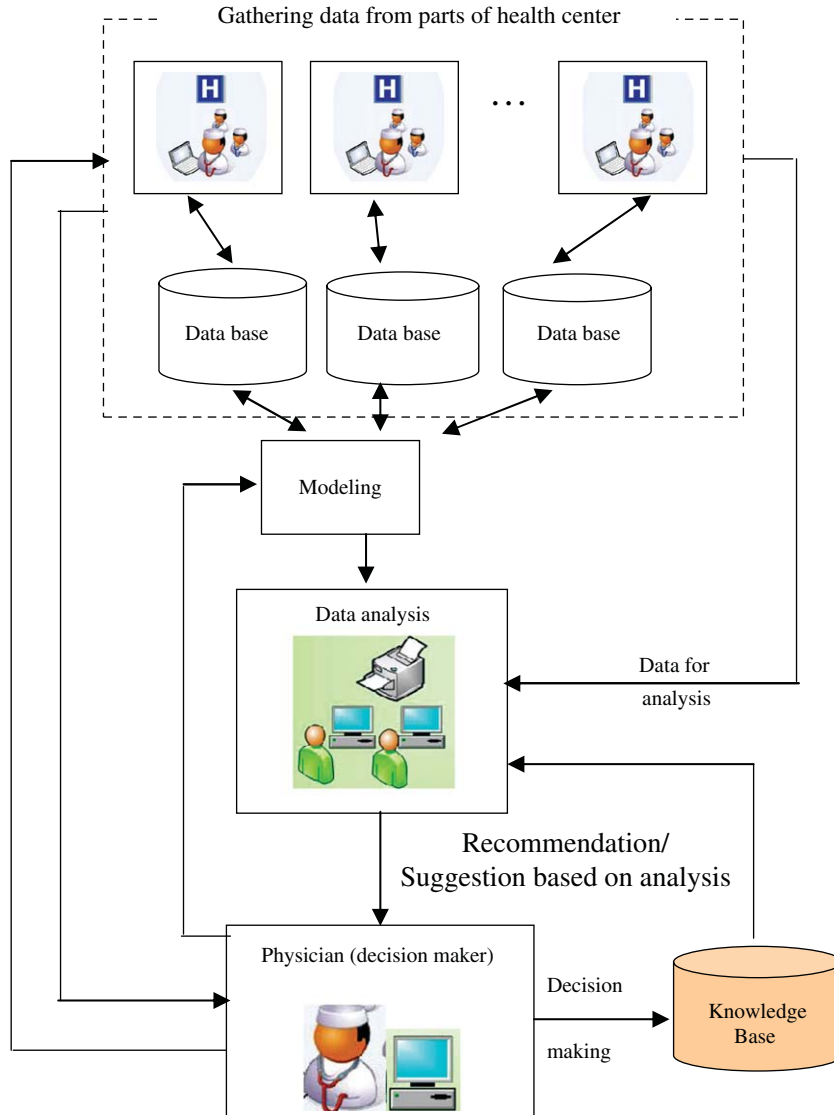 Gathering data from parts of health center
H
H
...
H
Data base
Data base
Data base
Modeling
Data analysis
Data for
analysis
Recommendation/
Suggestion based on analysis
Physician (decision maker)
Decision
making
Knowledge
Base